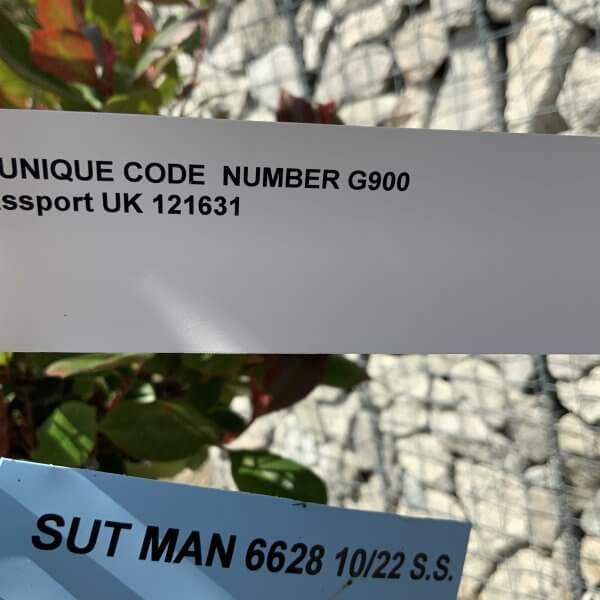 UNIQUE CODE NUMBER G900
ssport UK 121631
SUT MAN 6628 10/22 S.S.